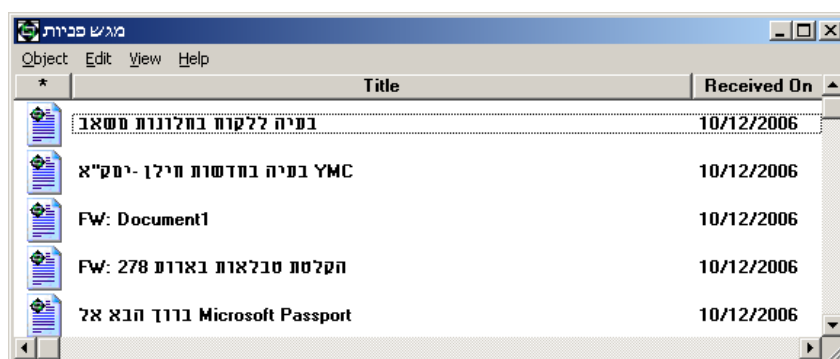 מגש פניות
Object Edit View Help
* Title Received On
בעיה ללקוח בחלונות משאב 10/12/2006
YMC בעיה בחדשות חילן -ימק"א 10/12/2006
FW: Document1 10/12/2006
FW: 278 הקלטת טבלאות בארות 10/12/2006
ברוך הבא אל Microsoft Passport 10/12/2006